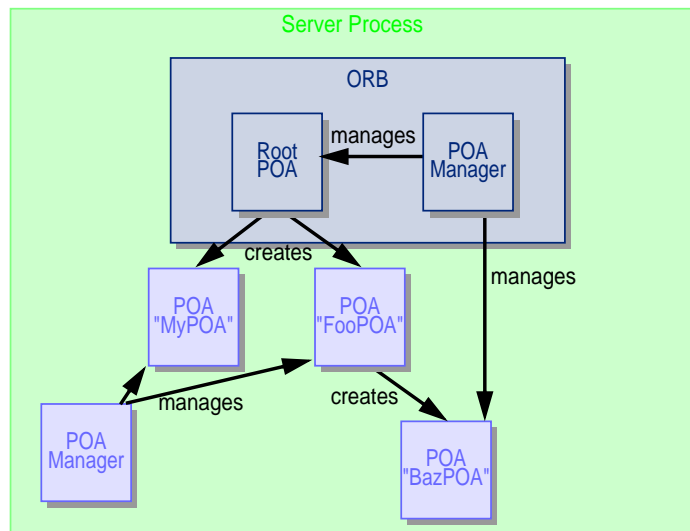 Server Process
ORB
manages
Root
POA
POA
Manager
creates
manages
POA
"MyPOA"
POA
"FooPOA"
manages
creates
POA
Manager
POA
"BazPOA"